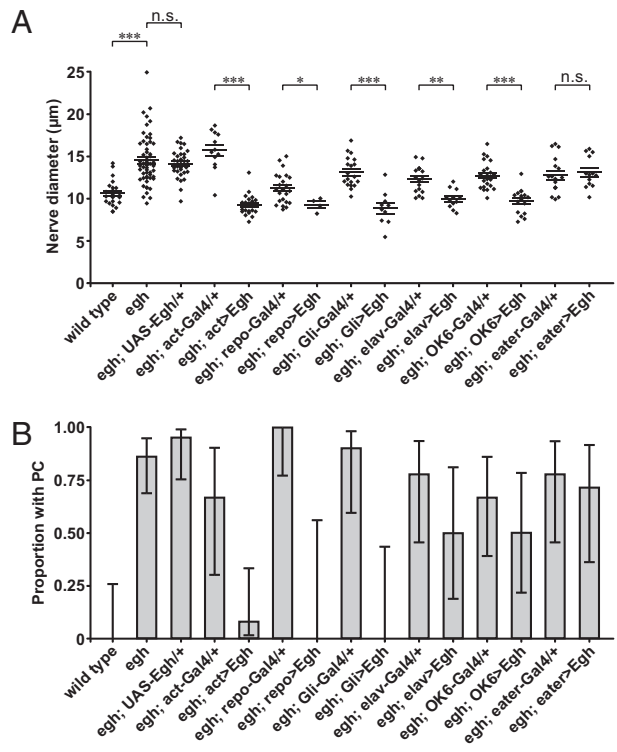 A
n.s.
***
***
*
***
**
***
n.s.
Nerve diameter (µm)
25
20
15
10
5
0
wild type
egh
egh; UAS-Egh/+
egh; act-Gal4/+
egh; act>Egh
egh; repo-Gal4/+
egh; repo>Egh
egh; Gli-Gal4/+
egh; Gli>Egh
egh; elav-Gal4/+
egh; elav>Egh
egh; OK6-Gal4/+
egh; OK6>Egh
egh; eater-Gal4/+
egh; eater>Egh
B
Proportion with PC
1.00
0.75
0.50
0.25
0
wild type
egh
egh; UAS-Egh/+
egh; act-Gal4/+
egh; act>Egh
egh; repo-Gal4/+
egh; repo>Egh
egh; Gli-Gal4/+
egh; Gli>Egh
egh; elav-Gal4/+
egh; elav>Egh
egh; OK6-Gal4/+
egh; OK6>Egh
egh; eater-Gal4/+
egh; eater>Egh